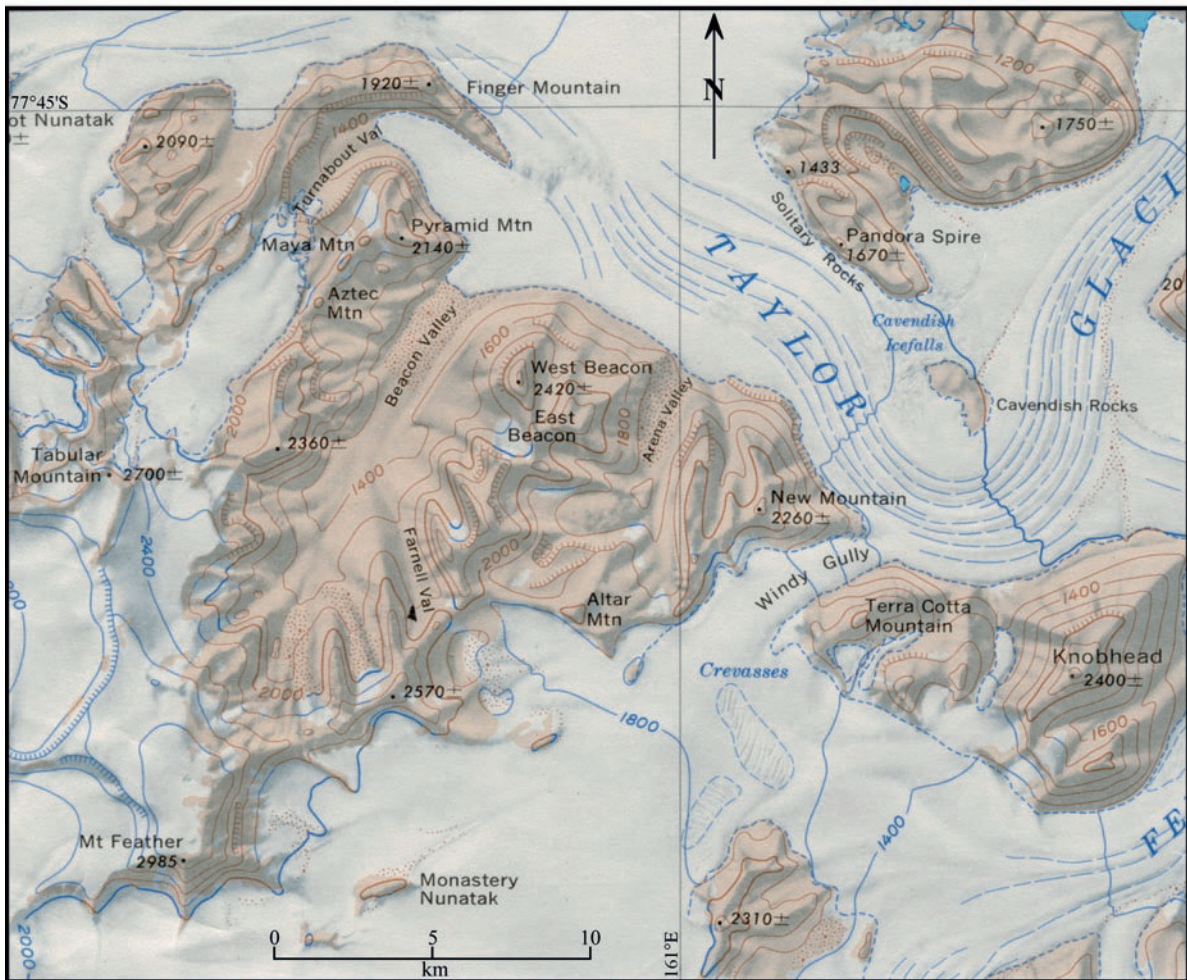 1920±
Finger Mountain
N
1200
77°45'S
ot Nunatak
2090±
1400
Turnabout Val
1750±
1433
Solitary
Rocks
Pyramid Mtn
2140±
Maya Mtn
Pandora Spire
1670±
TAYLOR
GLACI
20
Aztec
Mtn
Beacon Valley
1600
Cavendish
Icefalls
West Beacon
2420±
East
Beacon
1800
Arena Valley
Cavendish Rocks
2000
2360±
Tabular
Mountain
2700±
1400
New Mountain
2260±
2400
Farnell Val
2000
Windy Gully
Altar
Mtn
1400
Terra Cotta
Mountain
Knobhead
2400±
Crevasses
2000
2570±
1800
1600
1400
Mt Feather
2985
FE
Monastery
Nunatak
2310±
2000
0 5 10
km
161°E